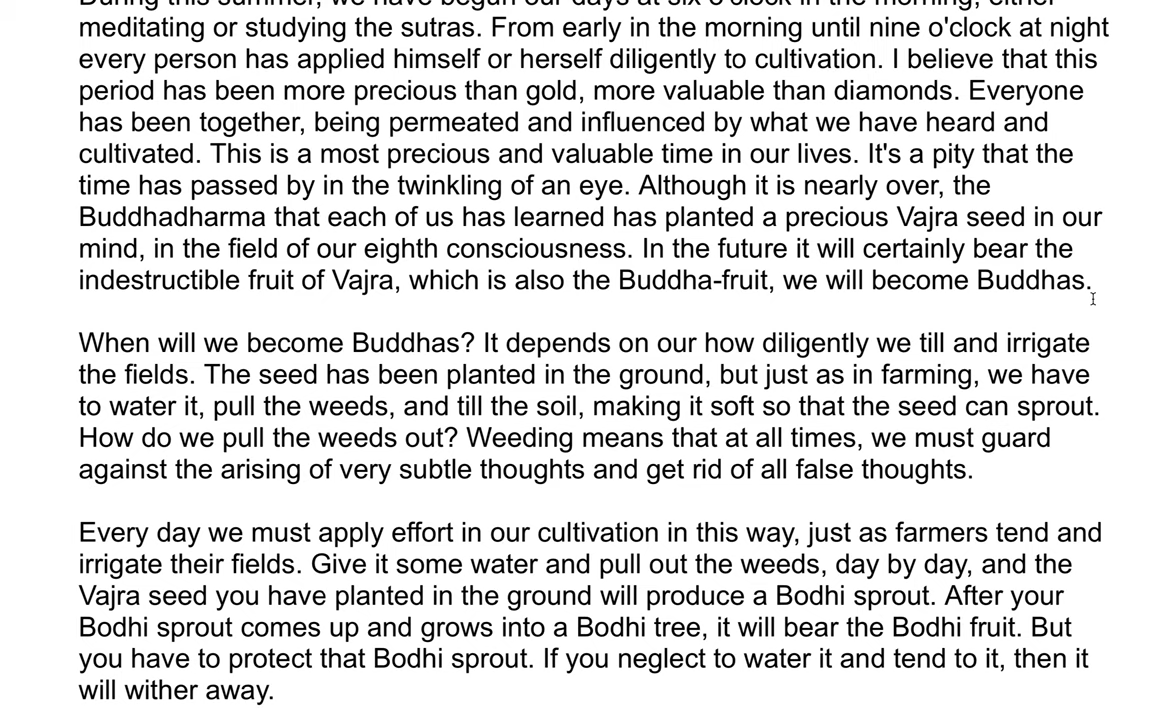 During this summer, we have begun our days at six o'clock in the morning, either
meditating or studying the sutras. From early in the morning until nine o'clock at night
every person has applied himself or herself diligently to cultivation. I believe that this
period has been more precious than gold, more valuable than diamonds. Everyone
has been together, being permeated and influenced by what we have heard and
cultivated. This is a most precious and valuable time in our lives. It's a pity that the
time has passed by in the twinkling of an eye. Although it is nearly over, the
Buddhadharma that each of us has learned has planted a precious Vajra seed in our
mind, in the field of our eighth consciousness. In the future it will certainly bear the
indestructible fruit of Vajra, which is also the Buddha-fruit, we will become Buddhas.
When will we become Buddhas? It depends on our how diligently we till and irrigate
the fields. The seed has been planted in the ground, but just as in farming, we have
to water it, pull the weeds, and till the soil, making it soft so that the seed can sprout.
How do we pull the weeds out? Weeding means that at all times, we must guard
against the arising of very subtle thoughts and get rid of all false thoughts.
Every day we must apply effort in our cultivation in this way, just as farmers tend and
irrigate their fields. Give it some water and pull out the weeds, day by day, and the
Vajra seed you have planted in the ground will produce a Bodhi sprout. After your
Bodhi sprout comes up and grows into a Bodhi tree, it will bear the Bodhi fruit. But
you have to protect that Bodhi sprout. If you neglect to water it and tend to it, then it
will wither away.